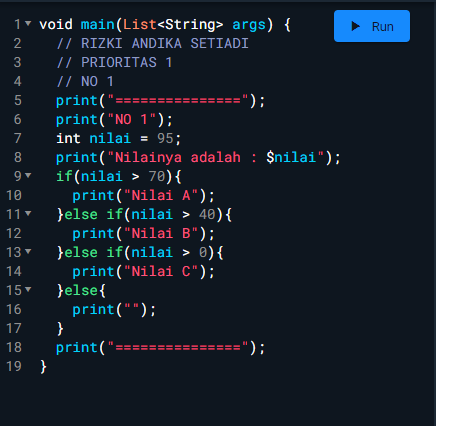 void main(List<String> args) {
Run
// RIZKI ANDIKA SETIADI
// PRIORITAS 1
// NO 1
print("===============");
print("NO 1");
int nilai = 95;
print("Nilainya adalah : $nilai");
if(nilai > 70){
print("Nilai A");
}else if(nilai > 40){
print("Nilai B");
}else if(nilai > 0){
print("Nilai C");
}else{
print("");
}
print("===============");
}
1
2
3
4
5
6
7
8
9
10
11
12
13
14
15
16
17
18
19